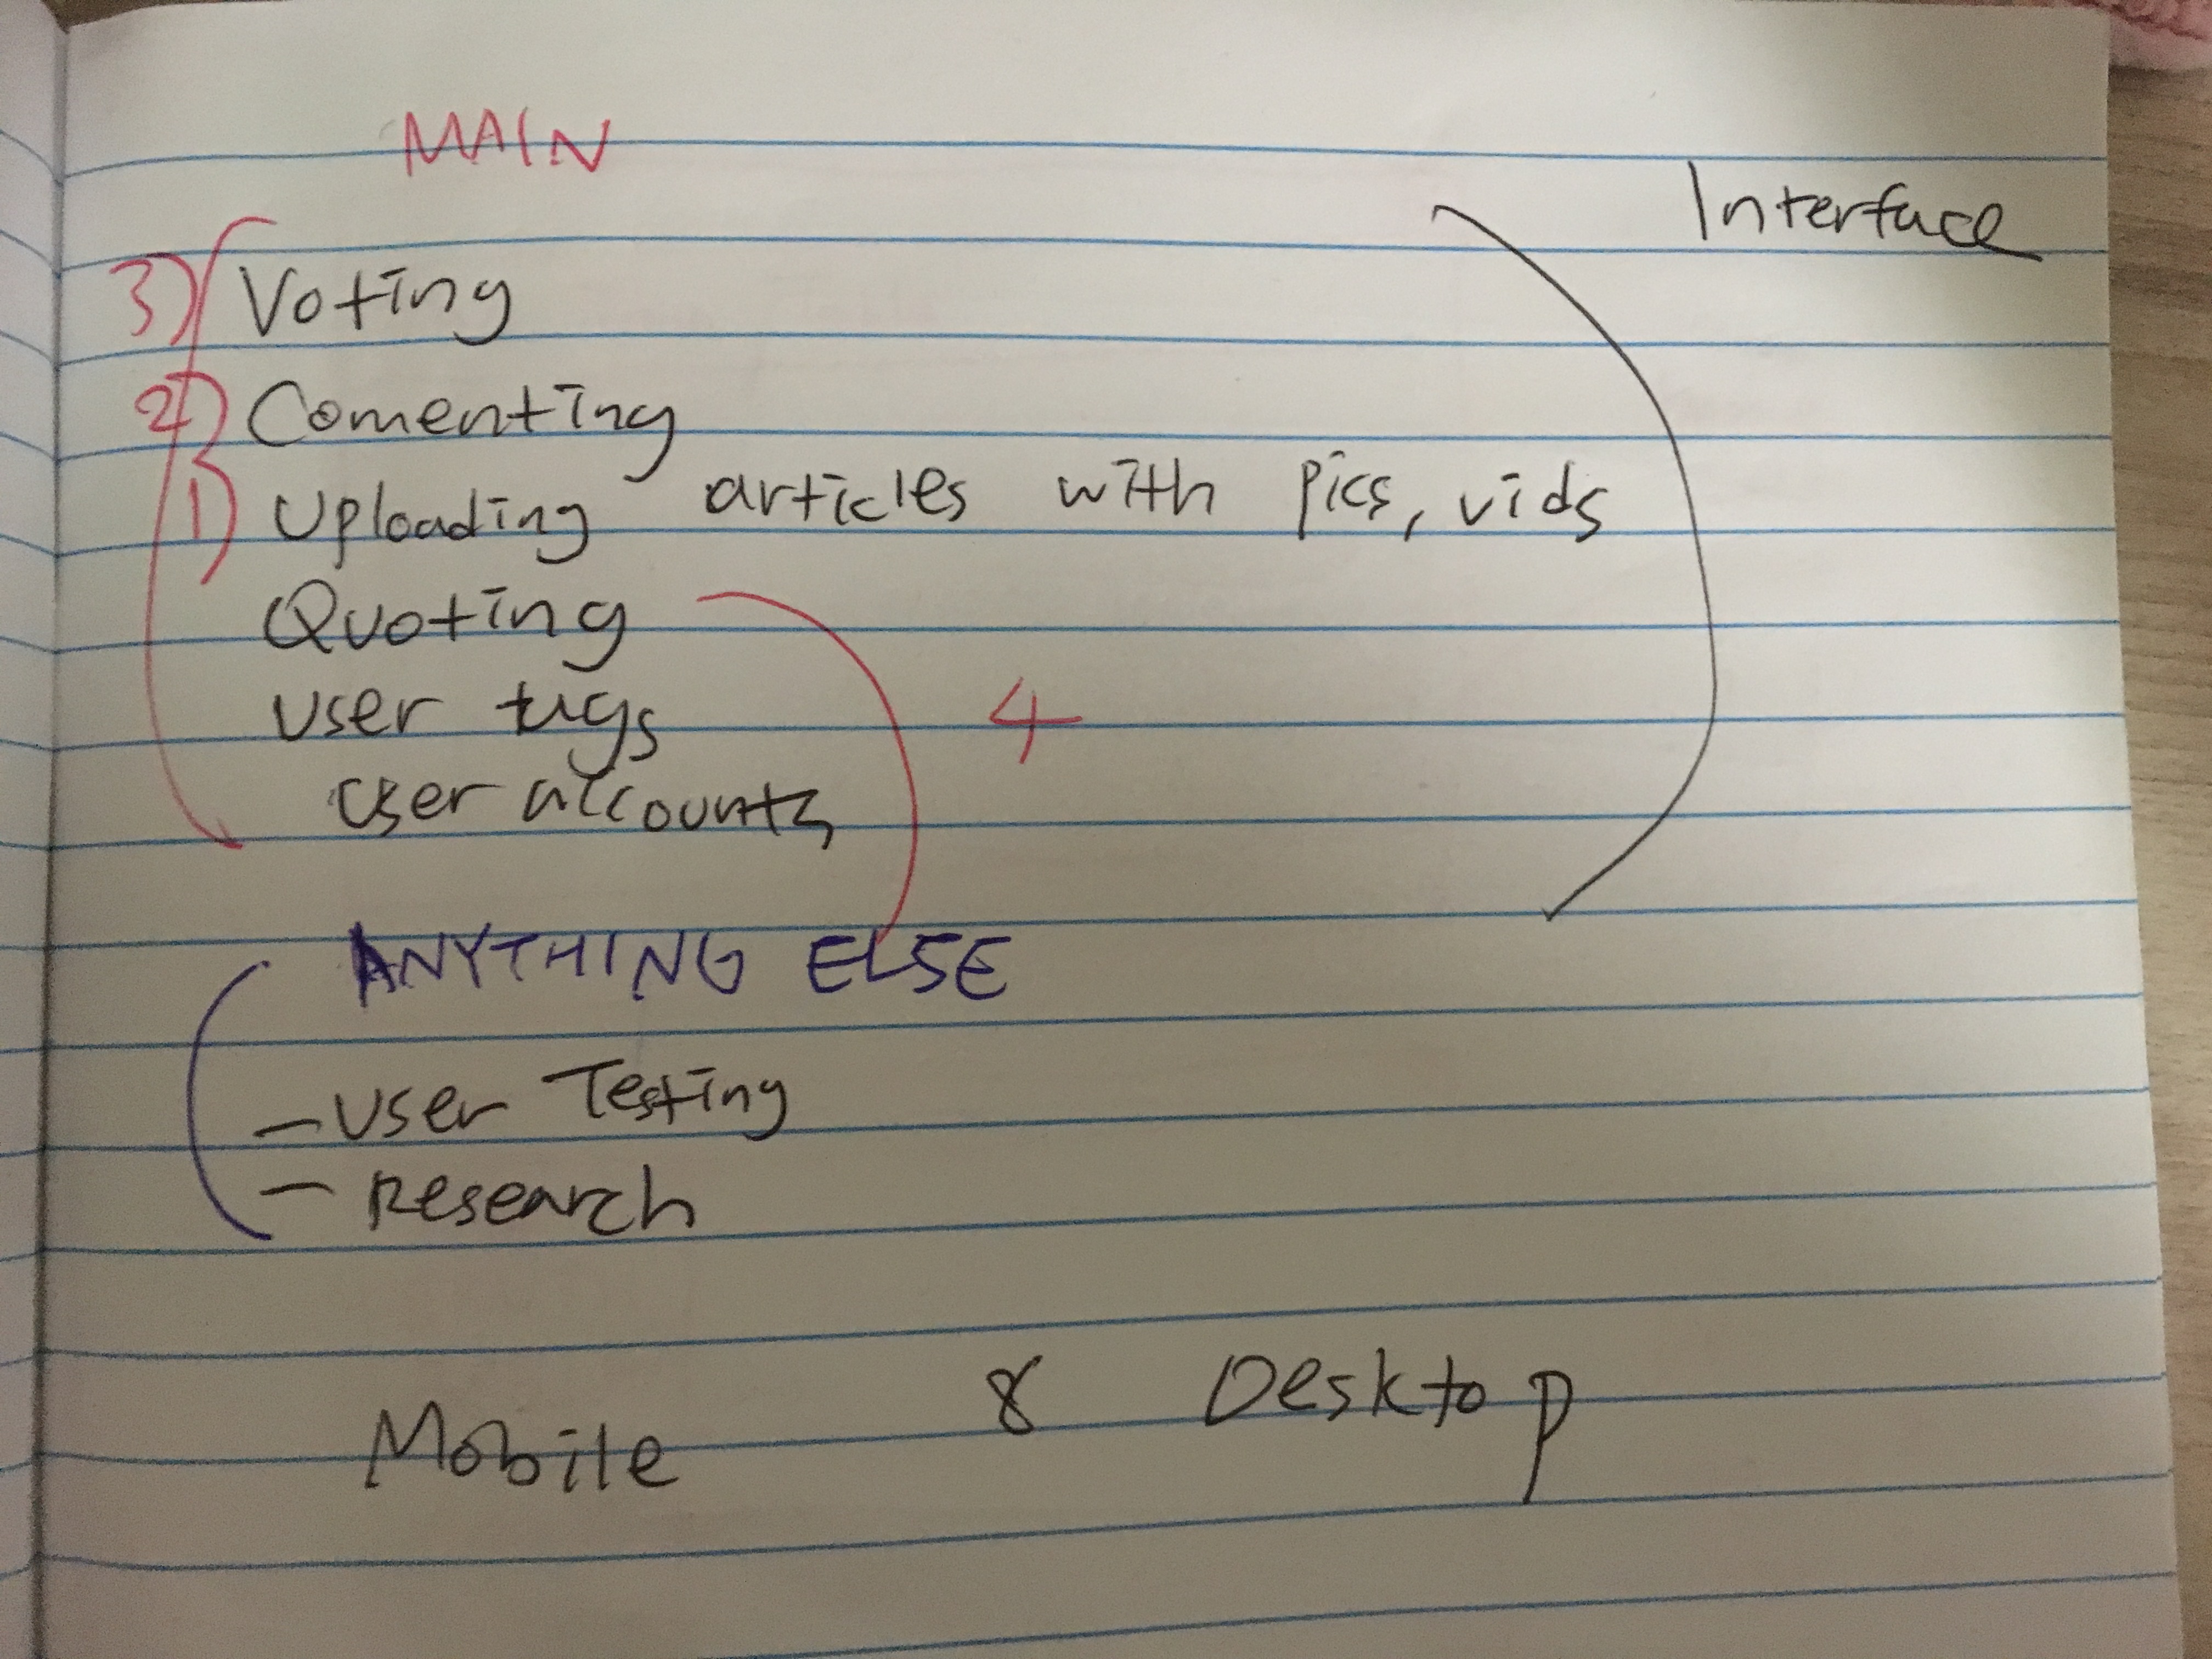 MAIN
Interface
3) Voting
2) Comenting
1) Uploading articles with pics, vids
Quoting
User tags
4
User accounts
ANYTHING ELSE
- User Testing
- Research
Mobile & Desktop